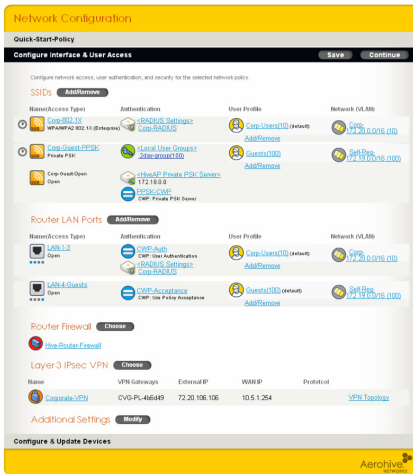 Network Configuration
Quick-Start-Policy
Configure Interface & User Access
Save
Continue
Configure network access, user authentication, and security for the selected network policy.
SSIDs Add/Remove
Name(Access Type) Authentication User Profile Network (VLAN)
Corp-802.1X
WPA/WPA2 802.1X (Enterprise)
<RADIUS Settings>
Corp-RADIUS
Corp-Users(10) (default)
Add/Remove
Corp-
172.20.0.0/16 (10)
Corp-Guest-PPSK
Private PSK
<Local User Groups>
2day-group(100)
Guests(100)
Add/Remove
Self-Reg-
172.19.0.0/16 (100)
Corp-Guest-Open
Open
<HiveAP Private PSK Server>
172.18.0.0
PPSK-CWP
CWP: Private PSK Server
Router LAN Ports Add/Remove
Name(Access Type) Authentication User Profile Network (VLAN)
LAN-1-3
Open
CWP-Auth
CWP: User Authentication
<RADIUS Settings>
Corp-RADIUS
Corp-Users(10) (default)
Add/Remove
Corp-
172.20.0.0/16 (10)
LAN-4-Guests
Open
CWP-Acceptance
CWP: Use Policy Acceptance
Guests(100) (default)
Add/Remove
Self-Reg-
172.19.0.0/16 (100)
Router Firewall Choose
Hive-Router-Firewall
Layer 3 IPsec VPN Choose
Name VPN Gateways External IP WAN IP Protocol
Corporate-VPN CVG-PL-4b6d49 72.20.106.106 10.5.1.254 VPN Topology
Additional Settings Modify
Configure & Update Devices
Aerohive
NETWORKS